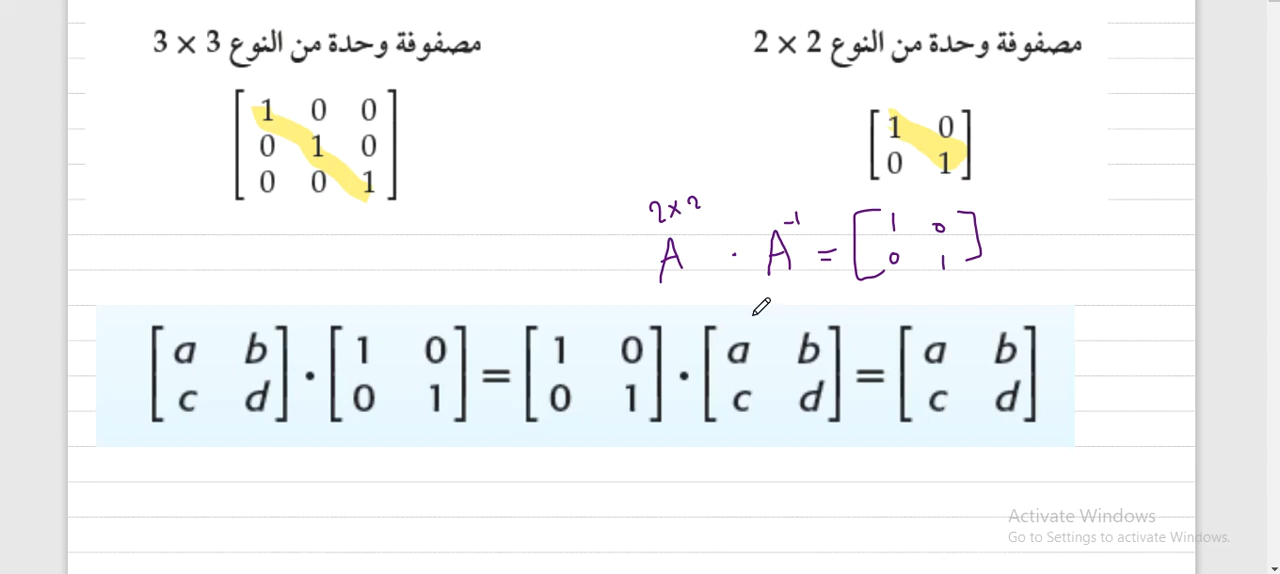 مصفوفة وحدة من النوع 2 × 2
مصفوفة وحدة من النوع 3 × 3
[1 0
0 1]
[1 0 0
0 1 0
0 0 1]
2×2
A . A⁻¹ = [1 0
0 1]
[a b
c d] · [1 0
0 1] = [1 0
0 1] · [a b
c d] = [a b
c d]
Activate Windows
Go to Settings to activate Windows.